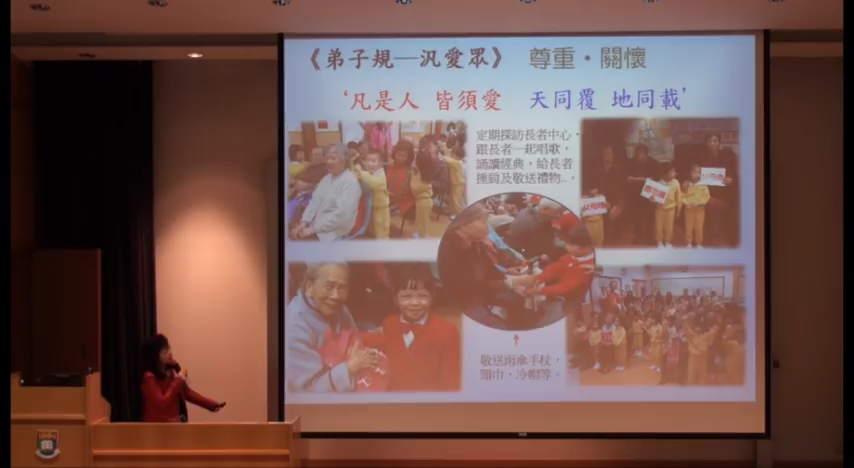 《弟子規—汎愛眾》 尊重·關懷
‘凡是人 皆須愛 天同覆 地同載’
定期探訪長者中心，
跟長者一起唱歌，
誦讀經典，給長者
捶肩及敬送禮物..。
敬送雨傘手杖，
頸巾、冷帽等。